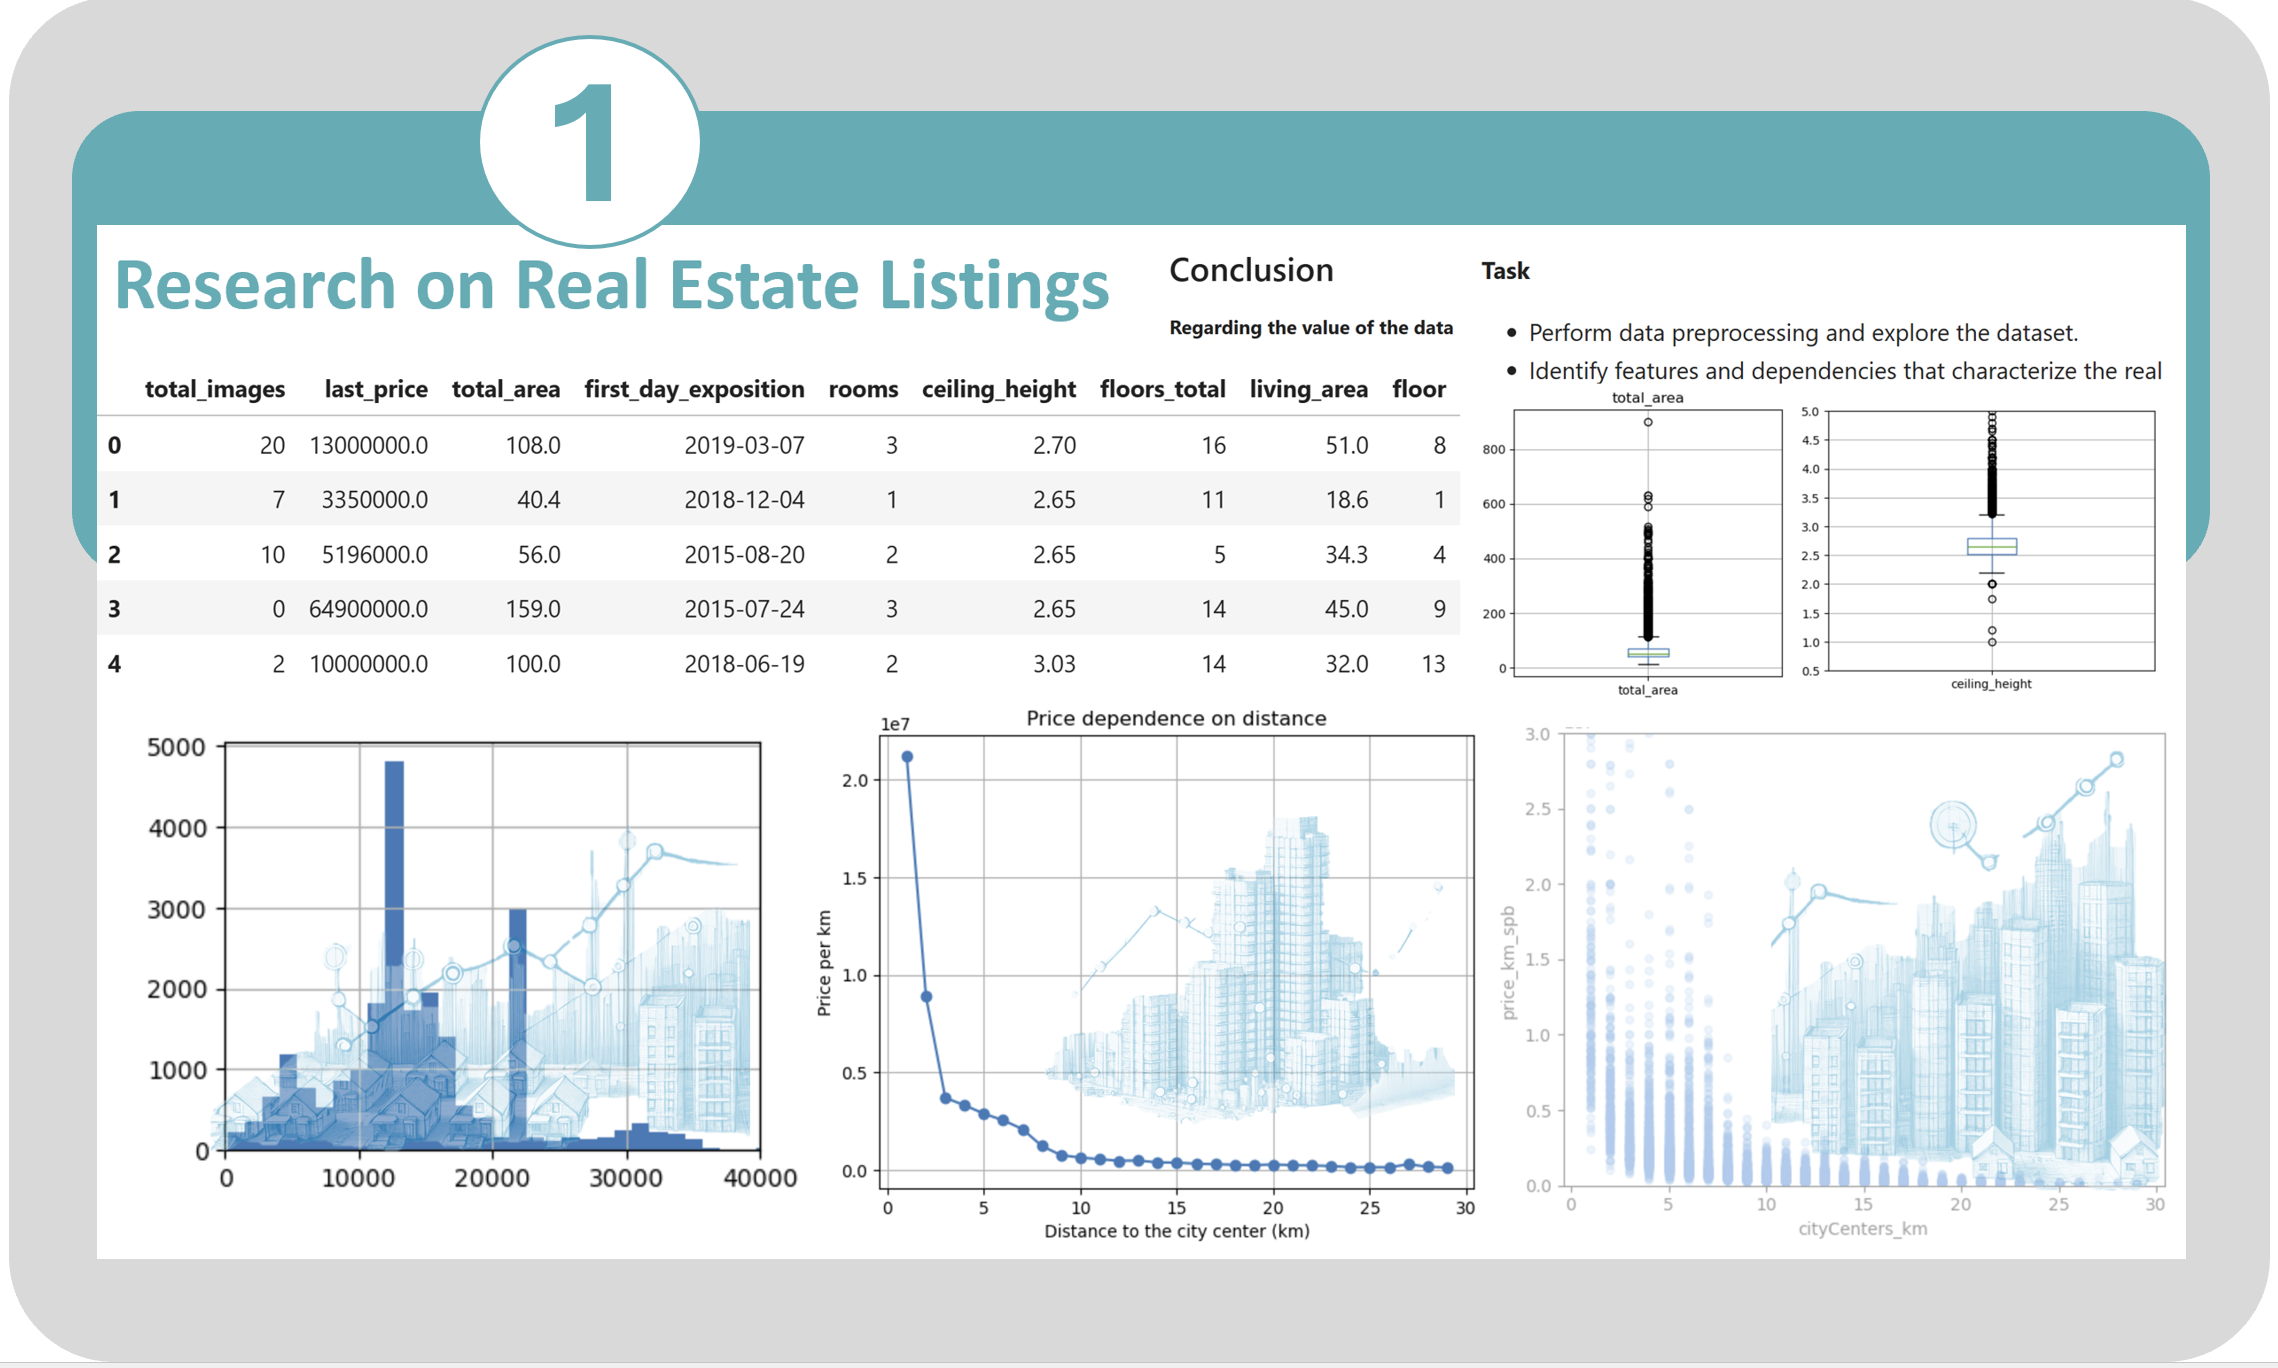 1
Research on Real Estate Listings
Conclusion
Regarding the value of the data
Task
• Perform data preprocessing and explore the dataset.
• Identify features and dependencies that characterize the real
total_images last_price total_area first_day_exposition rooms ceiling_height floors_total living_area floor
0 20 13000000.0 108.0 2019-03-07 3 2.70 16 51.0 8
1 7 3350000.0 40.4 2018-12-04 1 2.65 11 18.6 1
2 10 5196000.0 56.0 2015-08-20 2 2.65 5 34.3 4
3 0 64900000.0 159.0 2015-07-24 3 2.65 14 45.0 9
4 2 10000000.0 100.0 2018-06-19 2 3.03 14 32.0 13
total_area
800
600
400
200
0
total_area
5.0
4.5
4.0
3.5
3.0
2.5
2.0
1.5
1.0
0.5
ceiling_height
5000
4000
3000
2000
1000
0
0 10000 20000 30000 40000
1e7
Price dependence on distance
Price per km
2.0
1.5
1.0
0.5
0.0
0 5 10 15 20 25 30
Distance to the city center (km)
price_km_spb
3.0
2.5
2.0
1.5
1.0
0.5
0.0
0 5 10 15 20 25 30
cityCenters_km